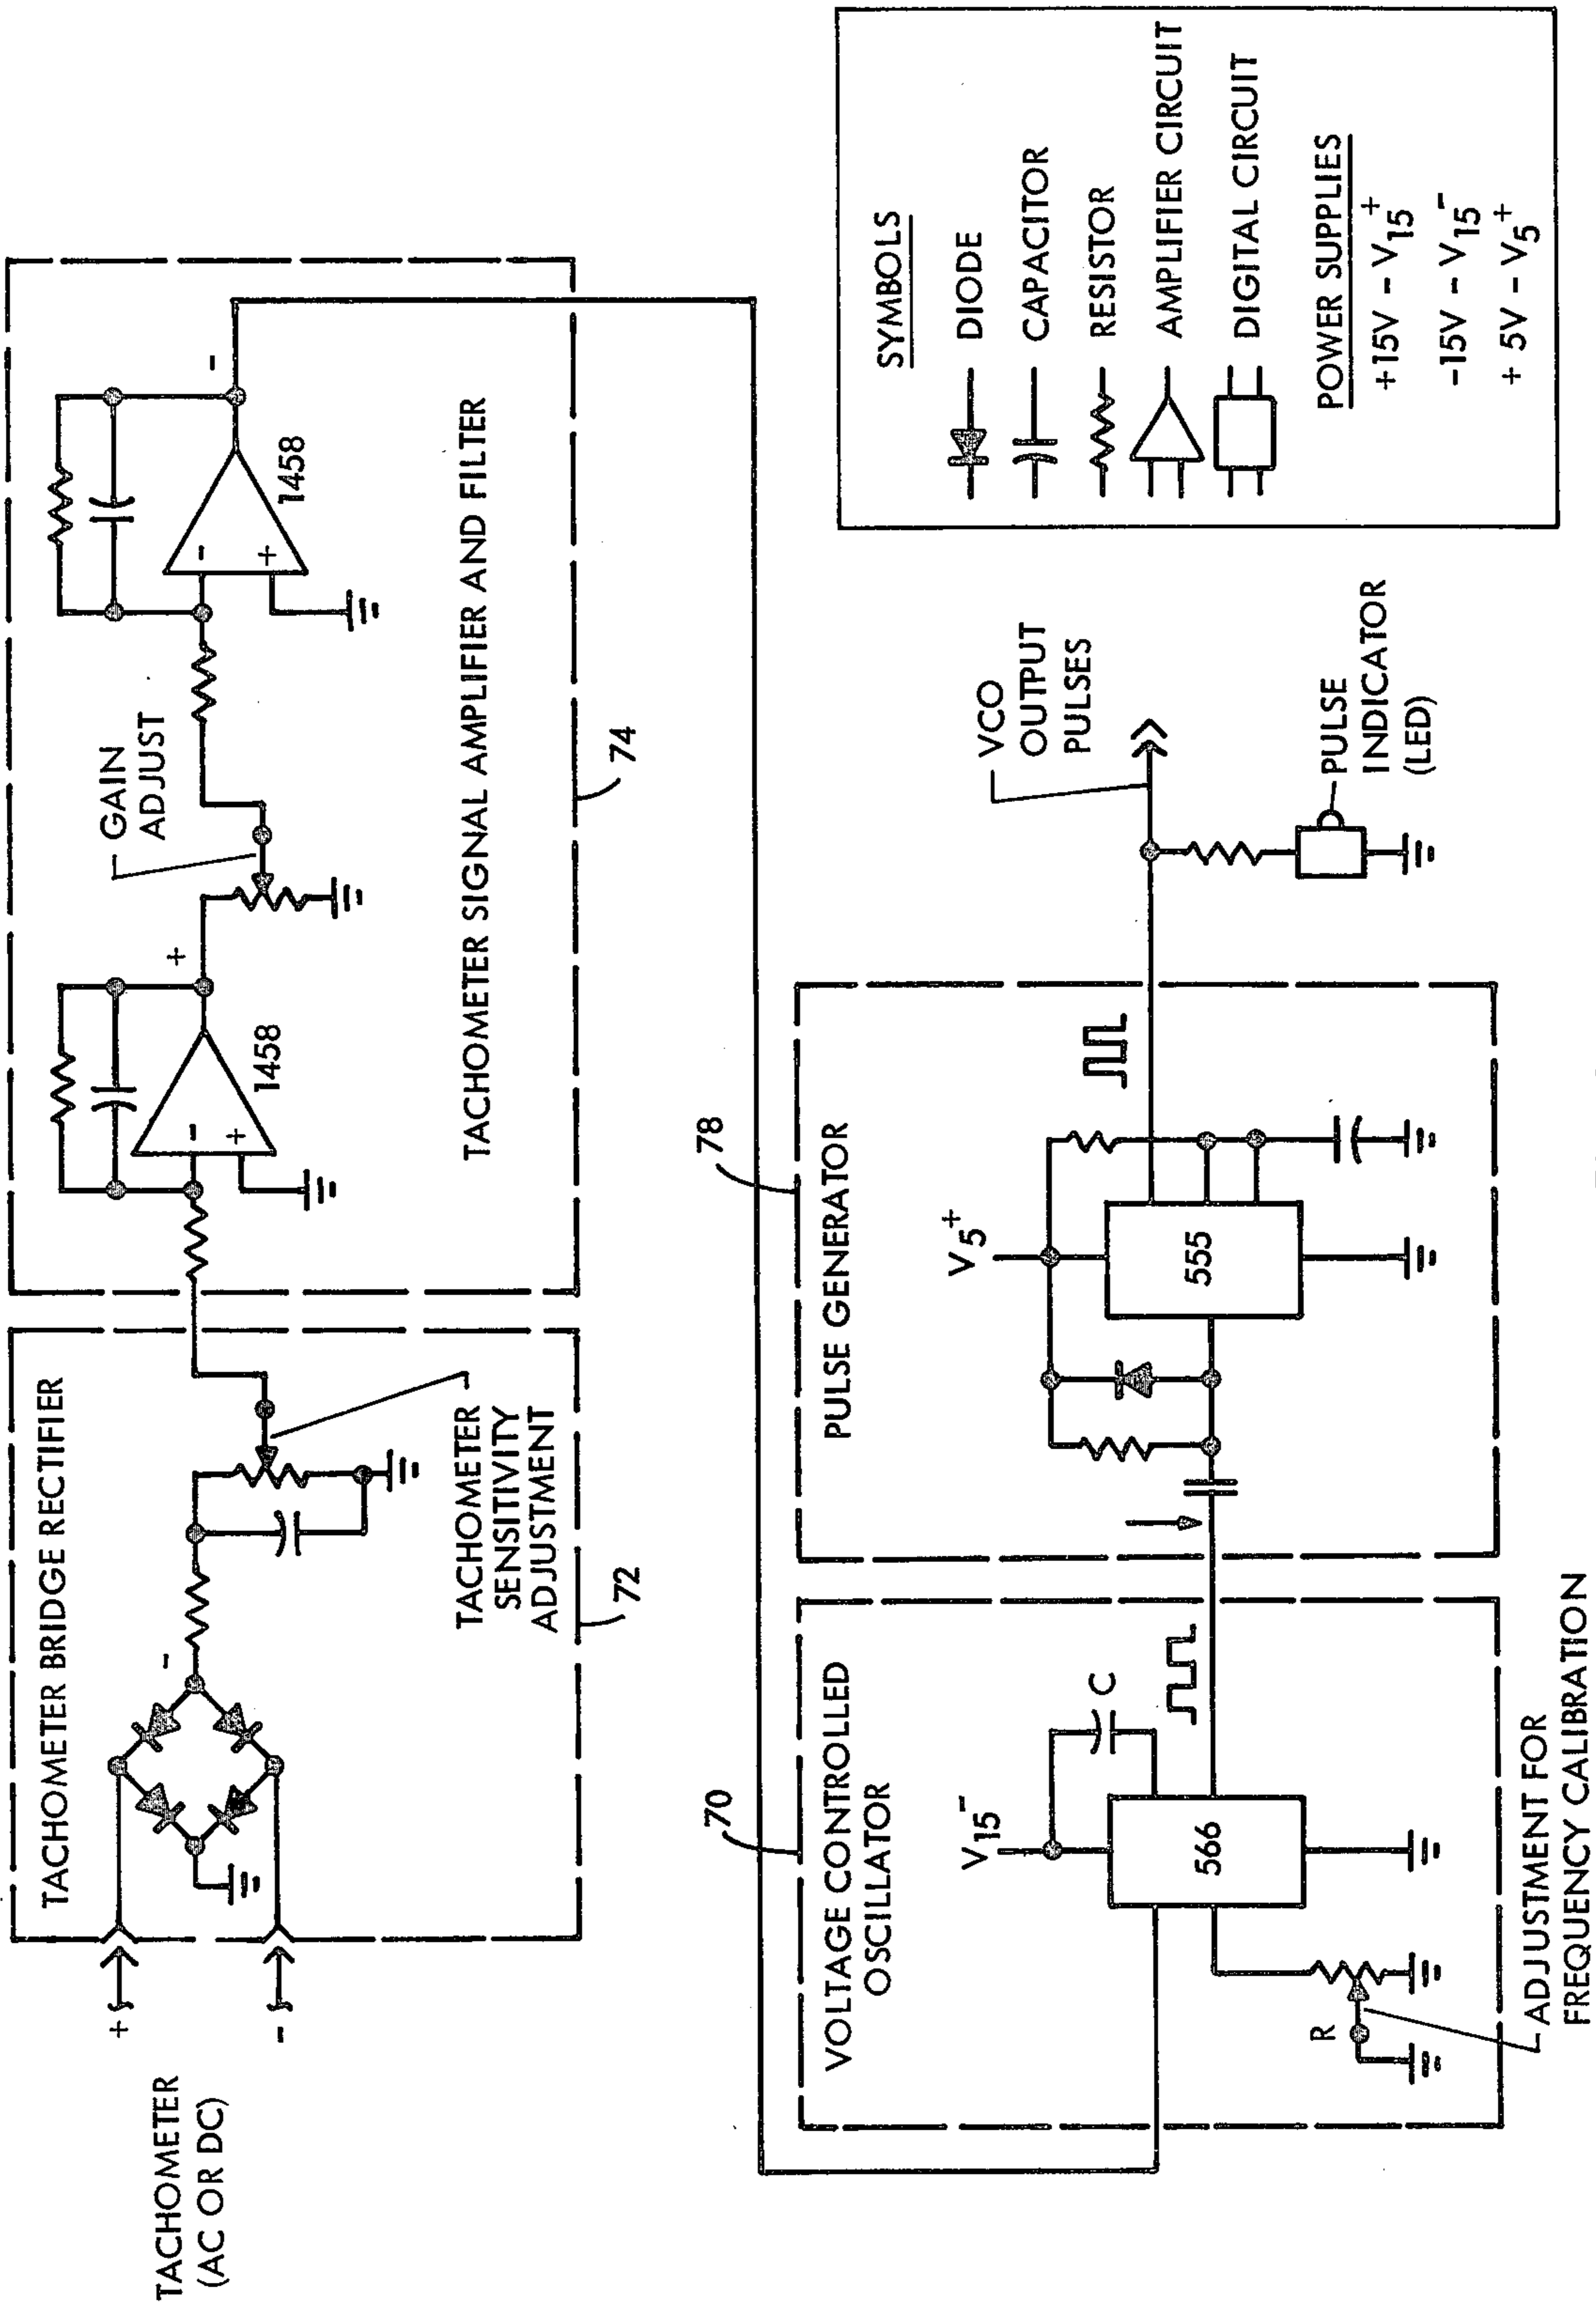 TACHOMETER
(AC OR DC)
+
-
TACHOMETER BRIDGE RECTIFIER
-
TACHOMETER
SENSITIVITY
ADJUSTMENT
72
-
+
1458
+
GAIN
ADJUST
-
+
1458
-
TACHOMETER SIGNAL AMPLIFIER AND FILTER
74
70
VOLTAGE CONTROLLED
OSCILLATOR
V15-
C
566
R
ADJUSTMENT FOR
FREQUENCY CALIBRATION
78
PULSE GENERATOR
V5+
555
VCO
OUTPUT
PULSES
PULSE
INDICATOR
(LED)
SYMBOLS
DIODE
CAPACITOR
RESISTOR
AMPLIFIER CIRCUIT
DIGITAL CIRCUIT
POWER SUPPLIES
+15V - V15+
-15V - V15-
+ 5V - V5+